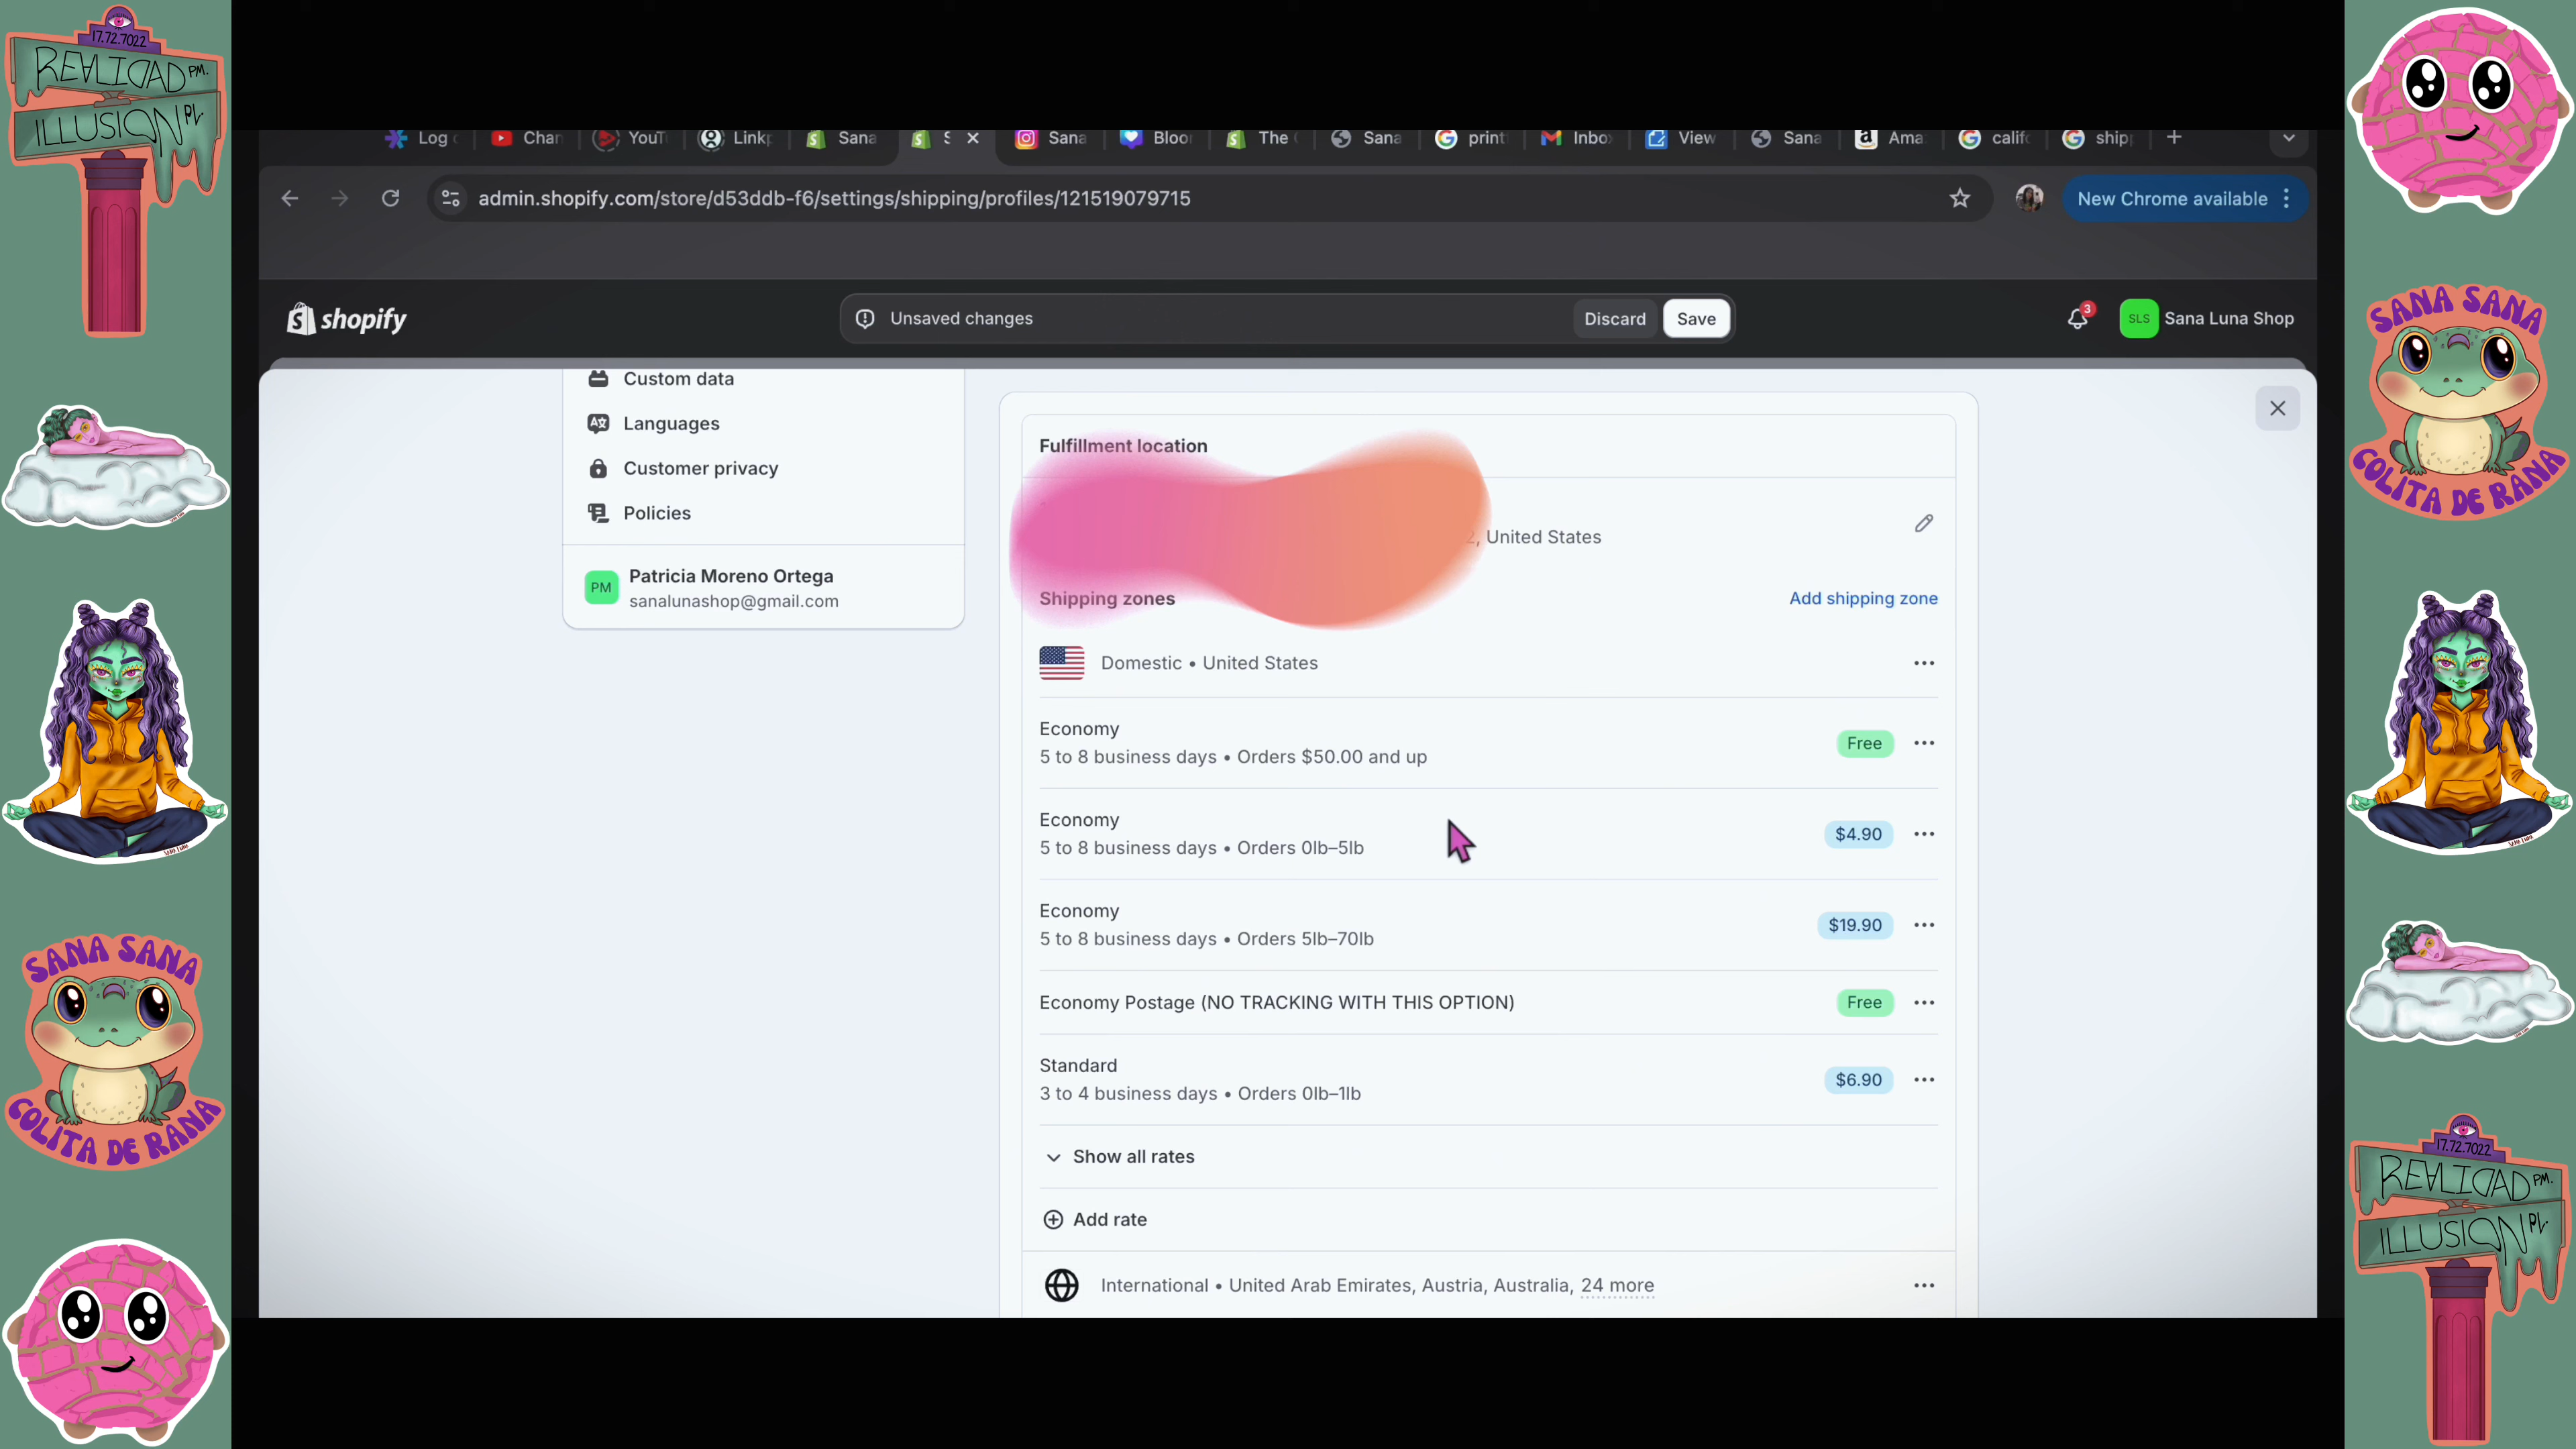 17.72.7022
REALIDAD PM.
ILLUSION PL.
SANA SANA
COLITA DE RANA
Log
Chan
YouT
Linkp
Sana
S
Sana
Bloor
The
Sana
print
Inbo
View
Sana
Ama
calif
ship
admin.shopify.com/store/d53ddb-f6/settings/shipping/profiles/121519079715
New Chrome available
shopify
Unsaved changes
Discard
Save
3
SLS
Sana Luna Shop
Custom data
Languages
Customer privacy
Policies
PM
Patricia Moreno Ortega
sanalunashop@gmail.com
Fulfillment location
2, United States
Shipping zones
Add shipping zone
Domestic • United States
Economy
5 to 8 business days • Orders $50.00 and up
Free
Economy
5 to 8 business days • Orders 0lb–5lb
$4.90
Economy
5 to 8 business days • Orders 5lb–70lb
$19.90
Economy Postage (NO TRACKING WITH THIS OPTION)
Free
Standard
3 to 4 business days • Orders 0lb–1lb
$6.90
Show all rates
Add rate
International • United Arab Emirates, Austria, Australia, 24 more
SANA SANA
COLITA DE RANA
17.72.7022
REALIDAD PM.
ILLUSION PL.